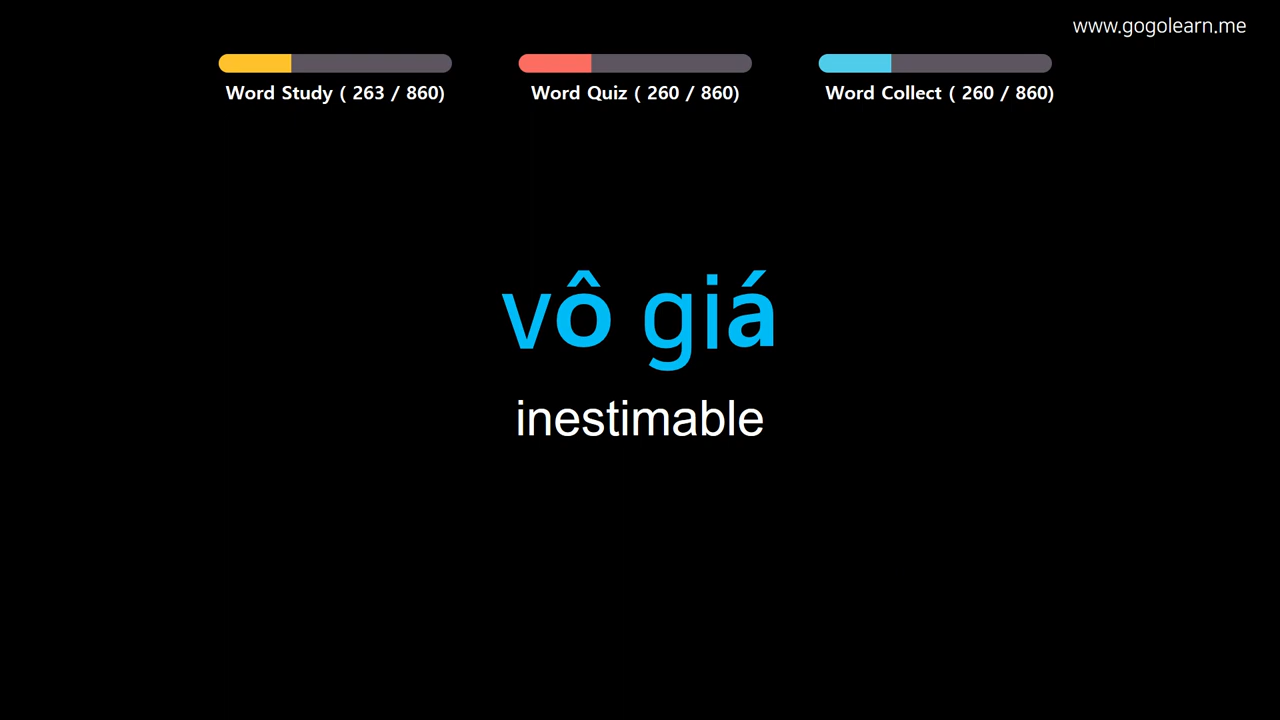 www.gogolearn.me
Word Study ( 263 / 860)
Word Quiz ( 260 / 860)
Word Collect ( 260 / 860)
vô giá
inestimable